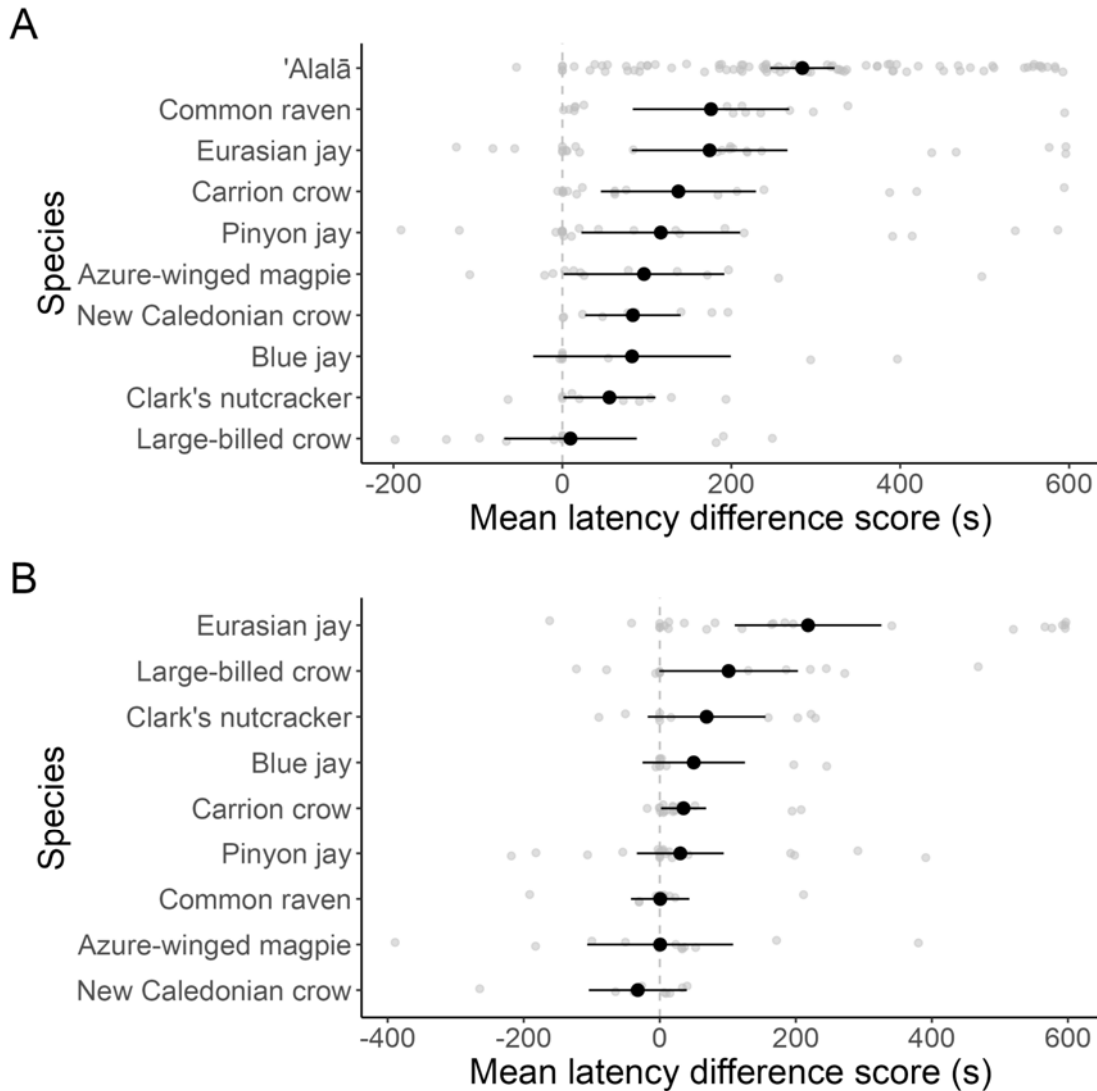 A
'Alalā
Common raven
Eurasian jay
Carrion crow
Pinyon jay
Azure-winged magpie
New Caledonian crow
Blue jay
Clark's nutcracker
Large-billed crow
Species
-200 0 200 400 600
Mean latency difference score (s)
B
Eurasian jay
Large-billed crow
Clark's nutcracker
Blue jay
Carrion crow
Pinyon jay
Common raven
Azure-winged magpie
New Caledonian crow
Species
-400 -200 0 200 400 600
Mean latency difference score (s)